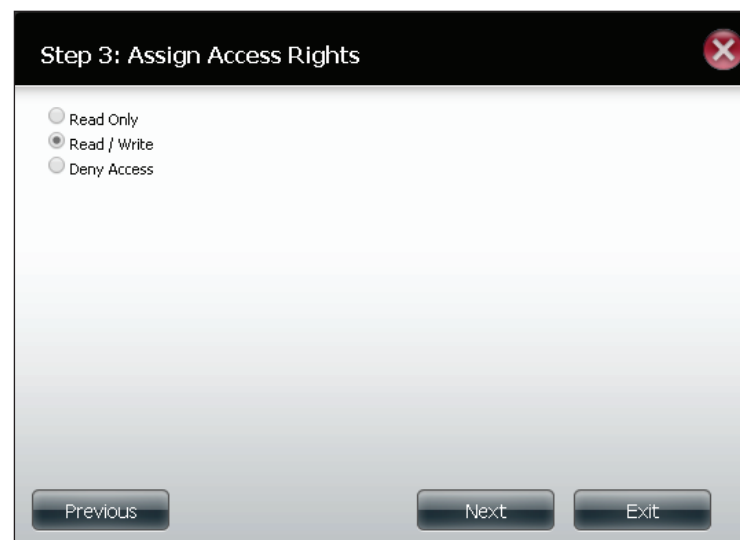 Step 3: Assign Access Rights
Read Only
Read / Write
Deny Access
Previous Next Exit